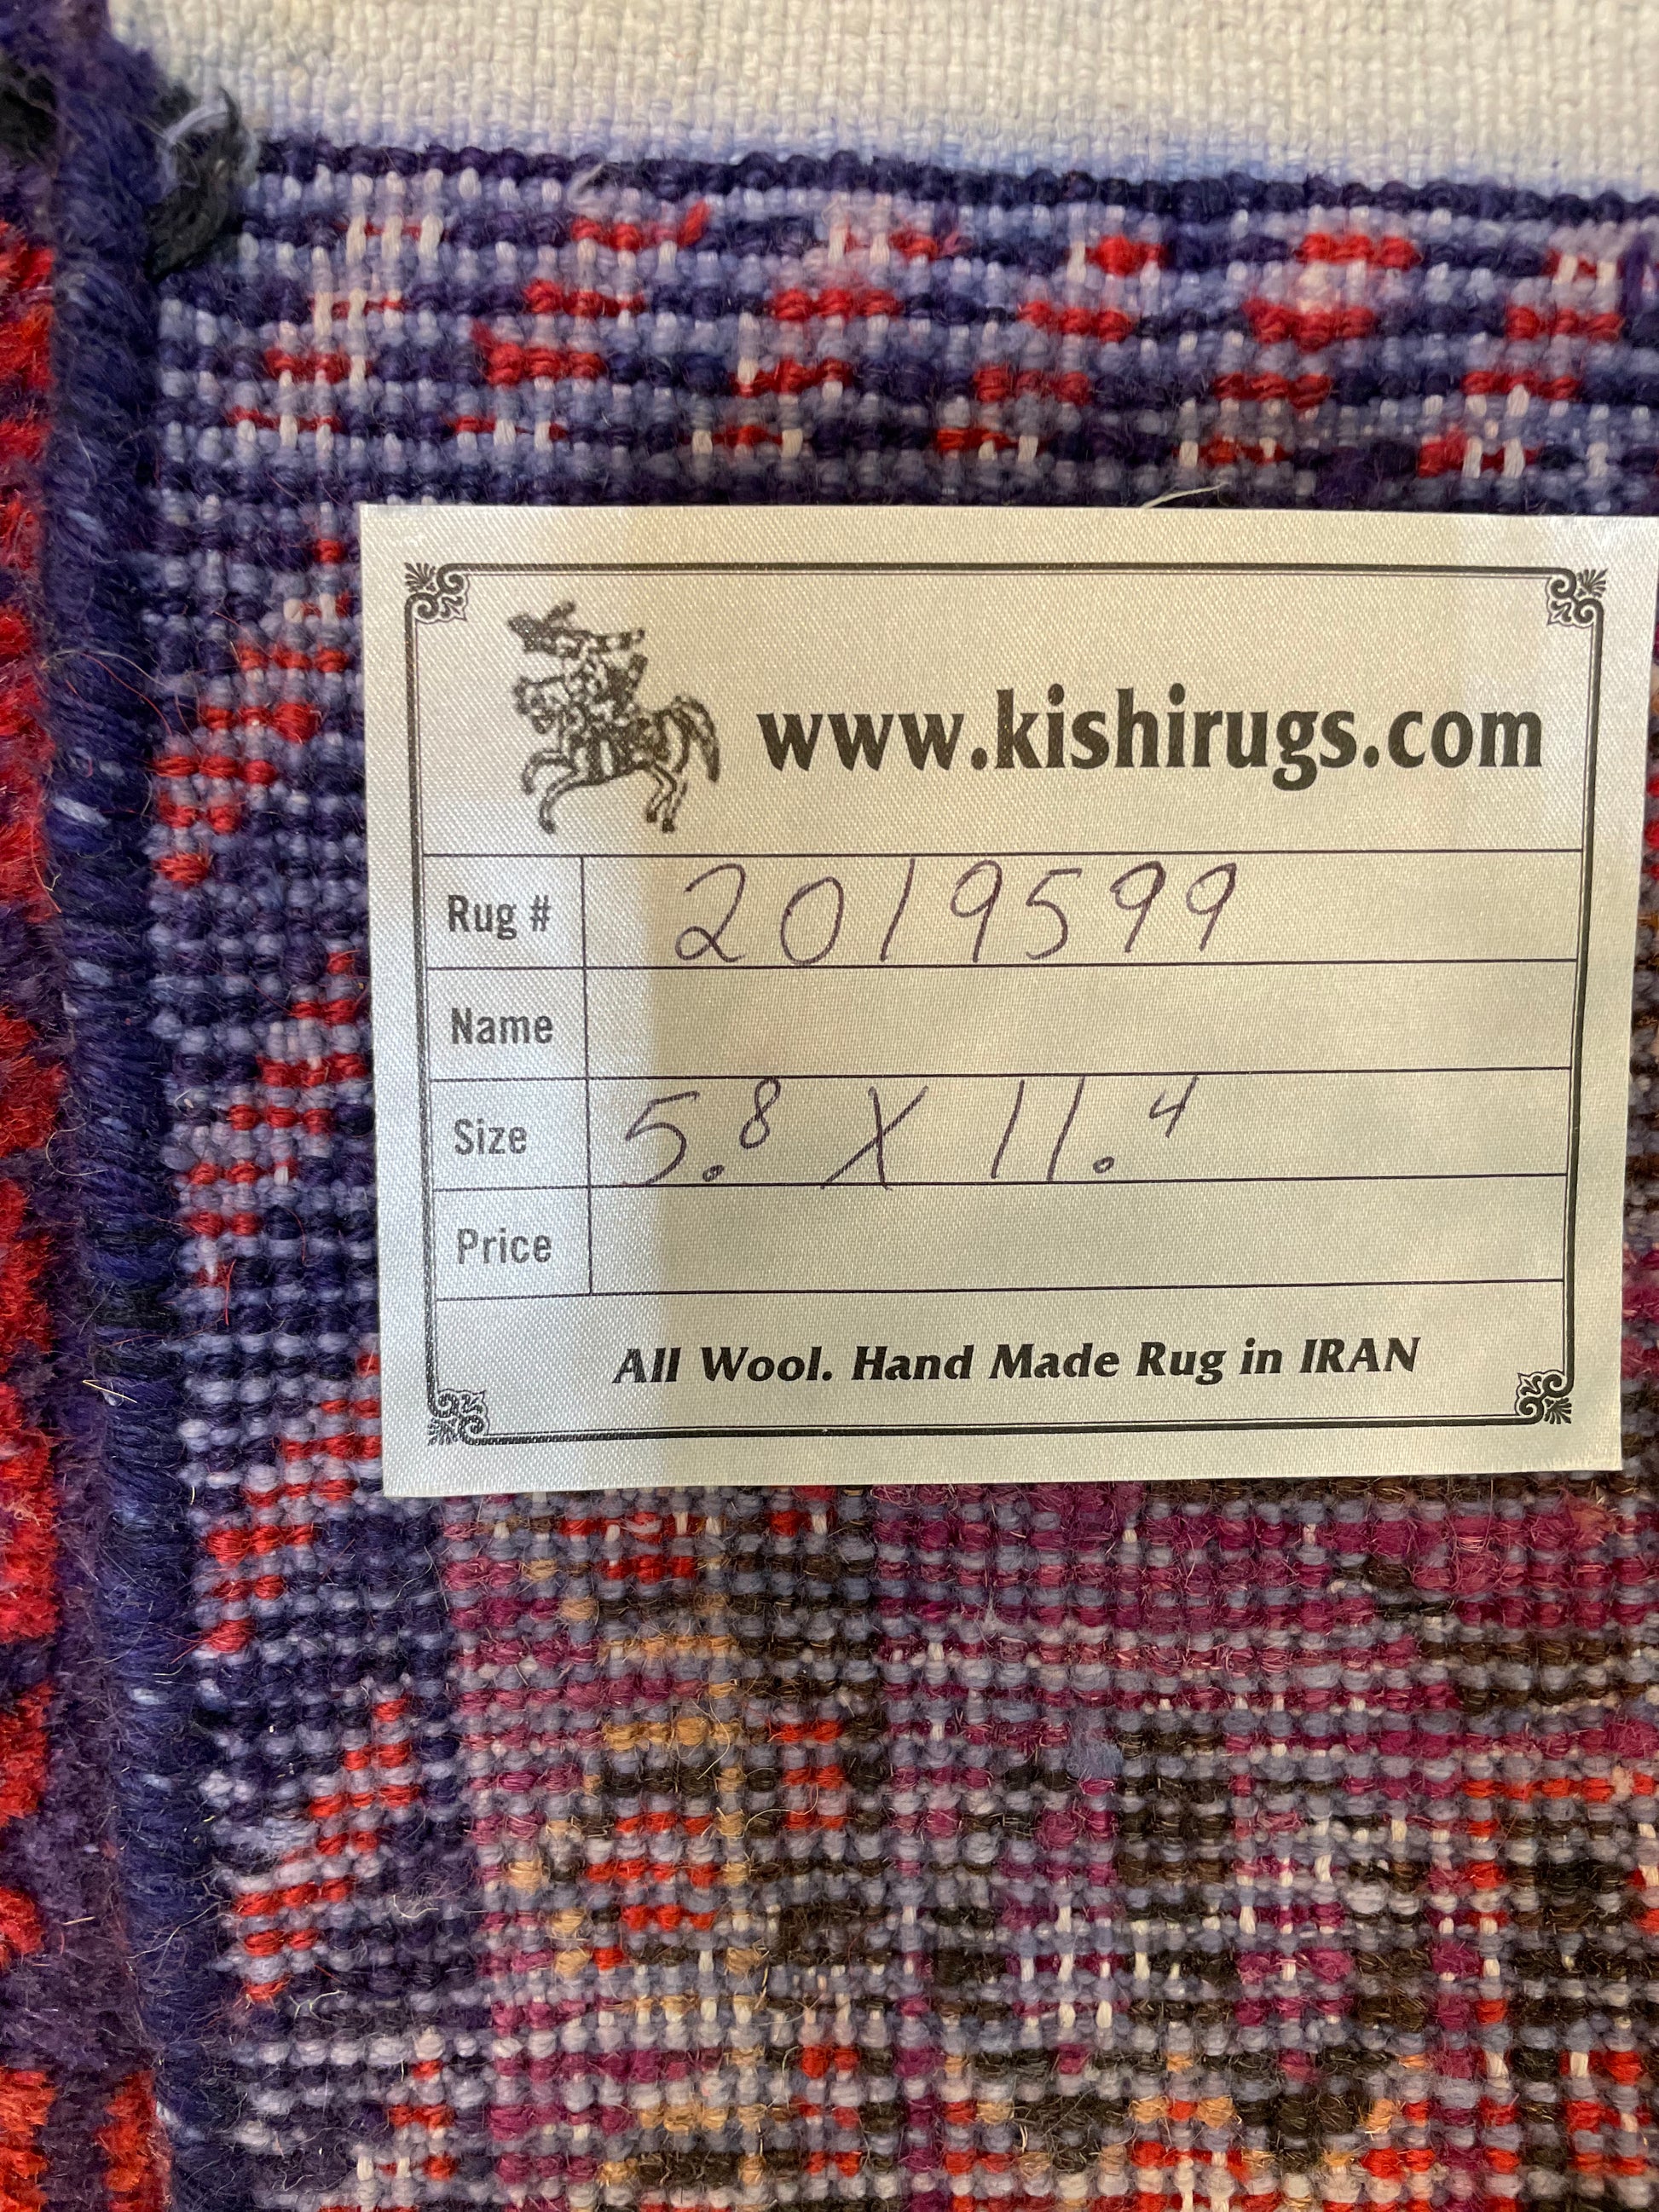 www.kishirugs.com
Rug # 2019599
Name
Size 5.8 X 11.4
Price
All Wool. Hand Made Rug in IRAN